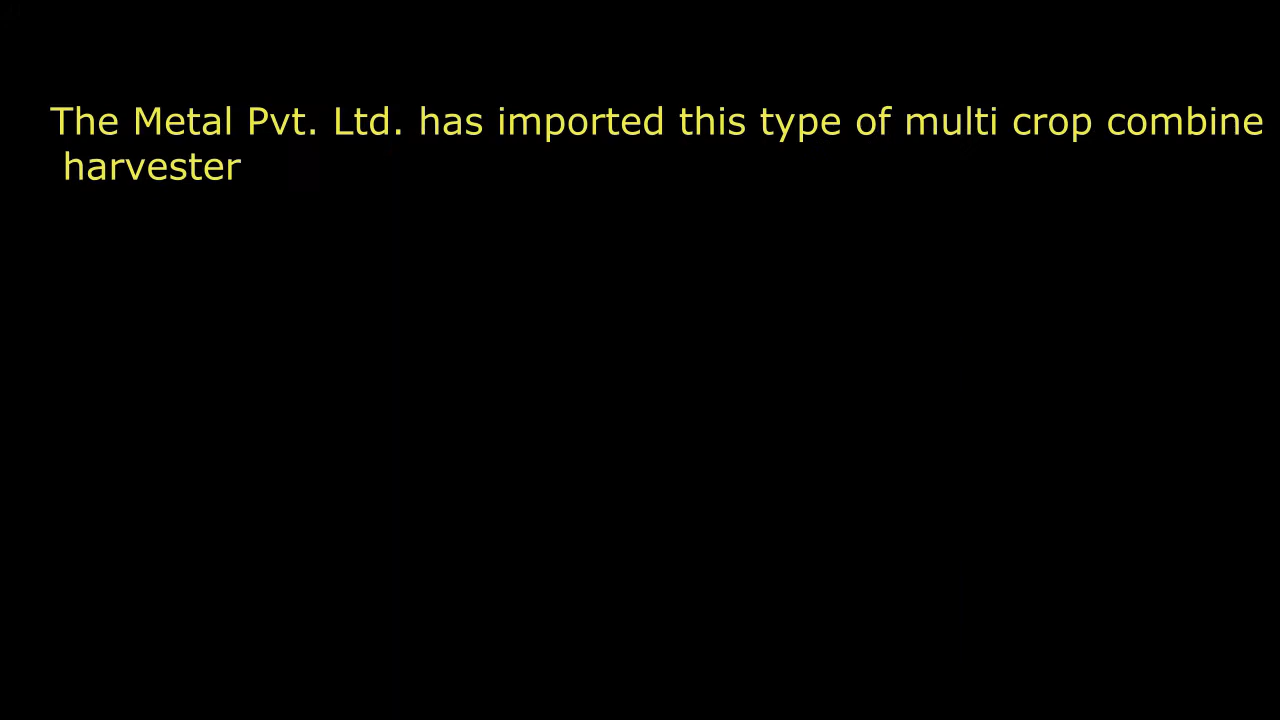 The Metal Pvt. Ltd. has imported this type of multi crop combine
harvester